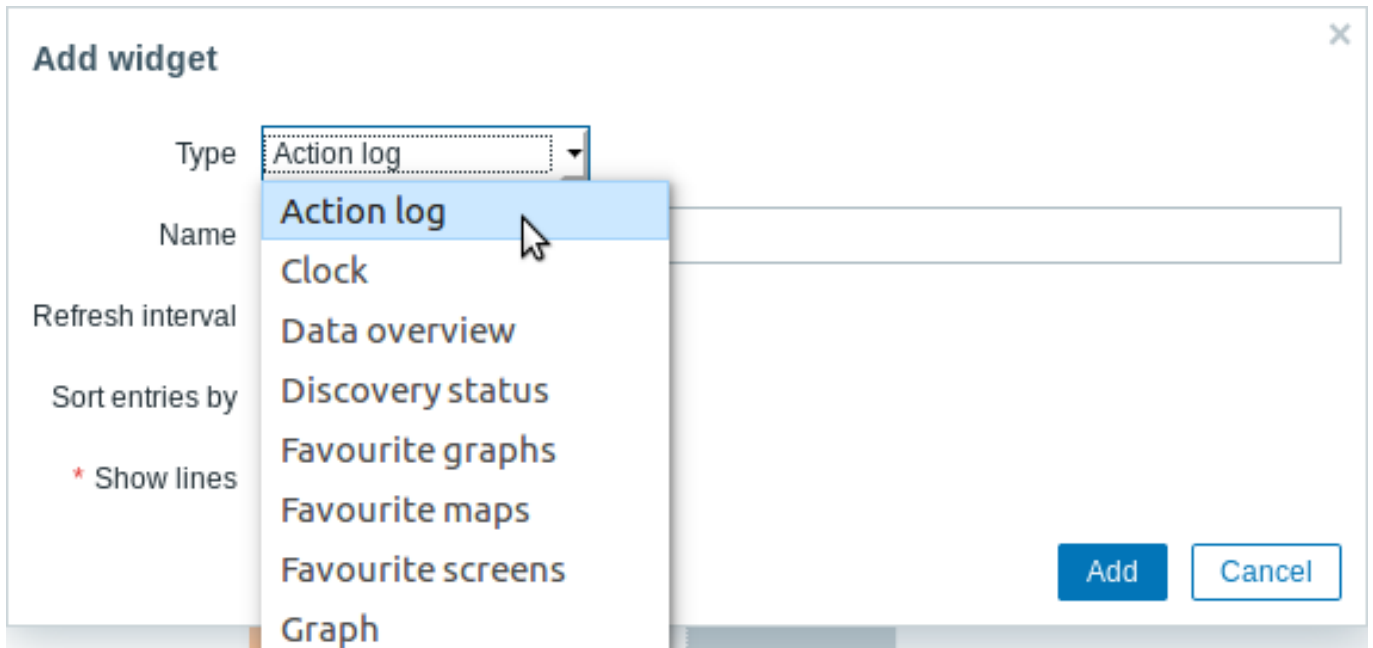 Add widget
Type Action log
Action log
Name
Clock
Refresh interval
Data overview
Sort entries by
Discovery status
Favourite graphs
* Show lines
Favourite maps
Favourite screens
Add Cancel
Graph